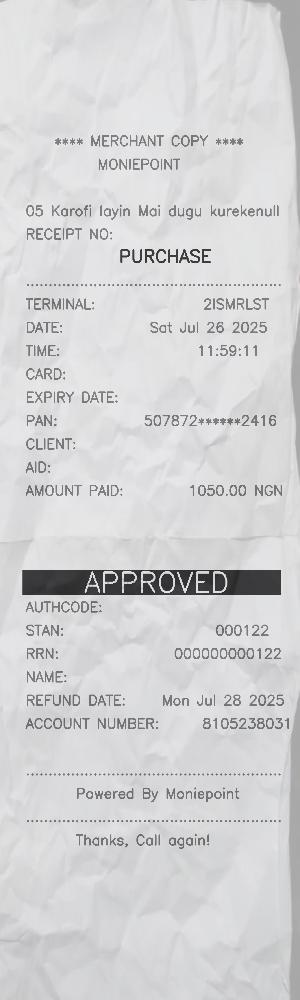 **** MERCHANT COPY ****
MONIEPOINT
05 Karofi layin Mai dugu kurekenull
RECEIPT NO:
PURCHASE
TERMINAL: 2ISMRLST
DATE: Sat Jul 26 2025
TIME: 11:59:11
CARD:
EXPIRY DATE:
PAN: 507872******2416
CLIENT:
AID:
AMOUNT PAID: 1050.00 NGN
APPROVED
AUTHCODE:
STAN: 000122
RRN: 000000000122
NAME:
REFUND DATE: Mon Jul 28 2025
ACCOUNT NUMBER: 8105238031
Powered By Moniepoint
Thanks, Call again!